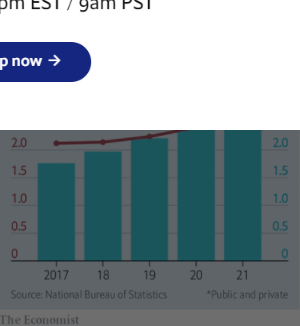 pm EST / 9am PST
p now →
2.0 2.0
1.5 1.5
1.0 1.0
0.5 0.5
0 0
2017 18 19 20 21
Source: National Bureau of Statistics *Public and private
The Economist